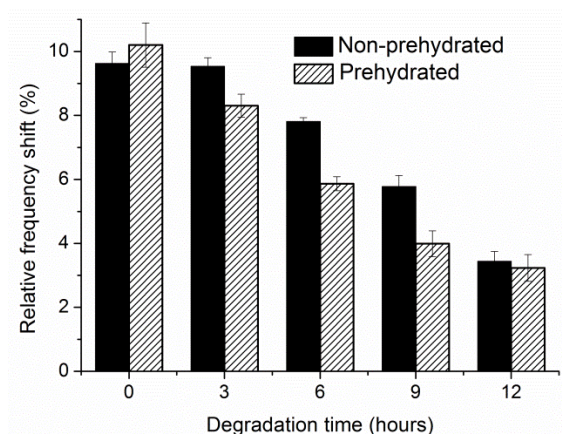 Non-prehydrated
Prehydrated
Relative frequency shift (%)
10
8
6
4
2
0
0 3 6 9 12
Degradation time (hours)